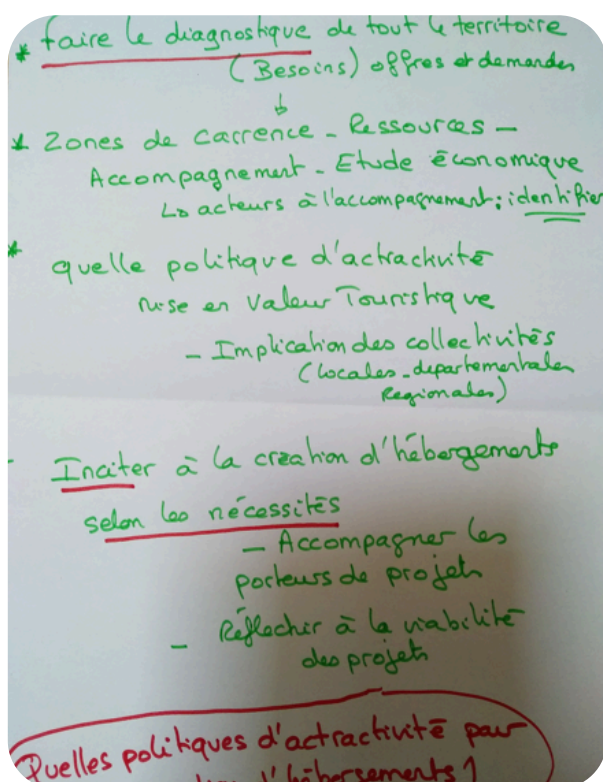 * faire le diagnostique de tout le territoire
(Besoins) offres et demandes
↓
* Zones de carrence - Ressources -
Accompagnement - Etude économique
↳ acteurs à l'accompagnement : identifier
* quelle politique d'actractivité
mise en valeur Touristique
- Implication des collectivités
(locales - departementales
Regionales)
- Inciter à la création d'hébergements
selon les nécessités
- Accompagner les
porteurs de projets
- Réflechir à la viabilité
des projets
Quelles politiques d'actractivité pour
d'hébergements ?